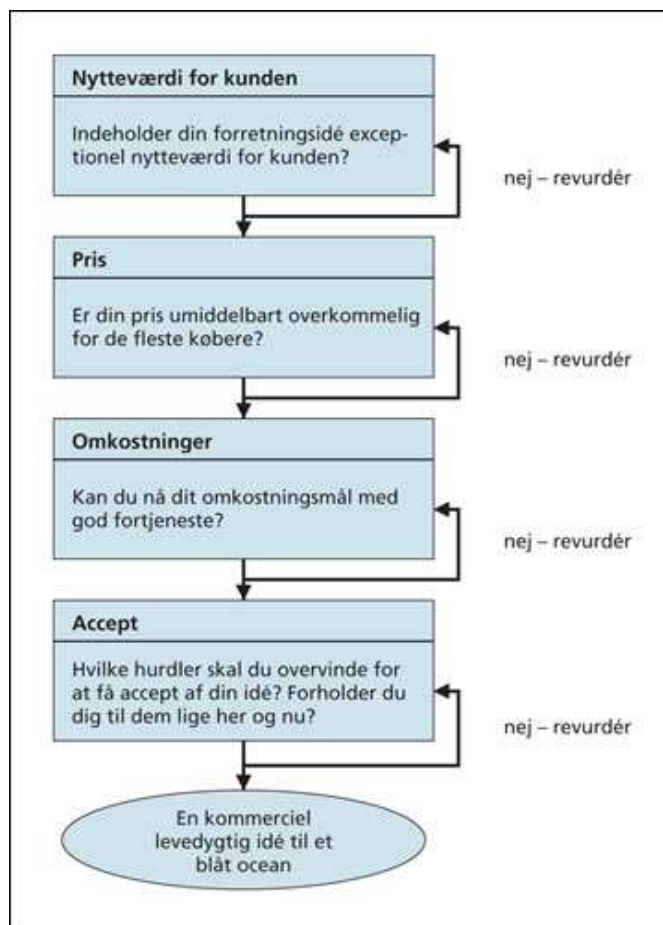 Nytteværdi for kunden
Indeholder din forretningsidé excep-
tionel nytteværdi for kunden?
nej – revurdér
Pris
Er din pris umiddelbart overkommelig
for de fleste købere?
nej – revurdér
Omkostninger
Kan du nå dit omkostningsmål med
god fortjeneste?
nej – revurdér
Accept
Hvilke hurdler skal du overvinde for
at få accept af din idé? Forholder du
dig til dem lige her og nu?
nej – revurdér
En kommerciel
levedygtig idé til et
blåt ocean